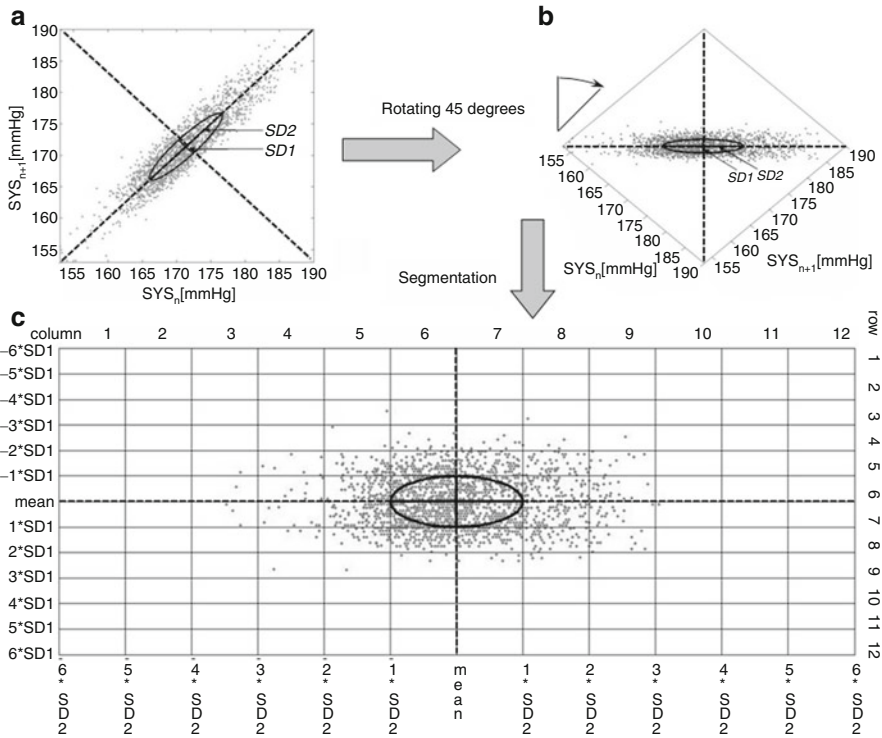 a
190
185
180
175
170
165
160
155
SYSn+1[mmHg]
SD2
SD1
155 160 165 170 175 180 185 190
SYSn[mmHg]
Rotating 45 degrees
b
155
160
165
170
175
180
185
190
SYSn[mmHg]
SD1 SD2
190
185
180
175
170
165
160
155
SYSn+1[mmHg]
Segmentation
c
column 1 2 3 4 5 6 7 8 9 10 11 12
row
1
2
3
4
5
6
7
8
9
10
11
12
–6*SD1
–5*SD1
–4*SD1
–3*SD1
–2*SD1
–1*SD1
mean
1*SD1
2*SD1
3*SD1
4*SD1
5*SD1
6*SD1
-6*SD2
-5*SD2
-4*SD2
-3*SD2
-2*SD2
-1*SD2
mean
1*SD2
2*SD2
3*SD2
4*SD2
5*SD2
6*SD2